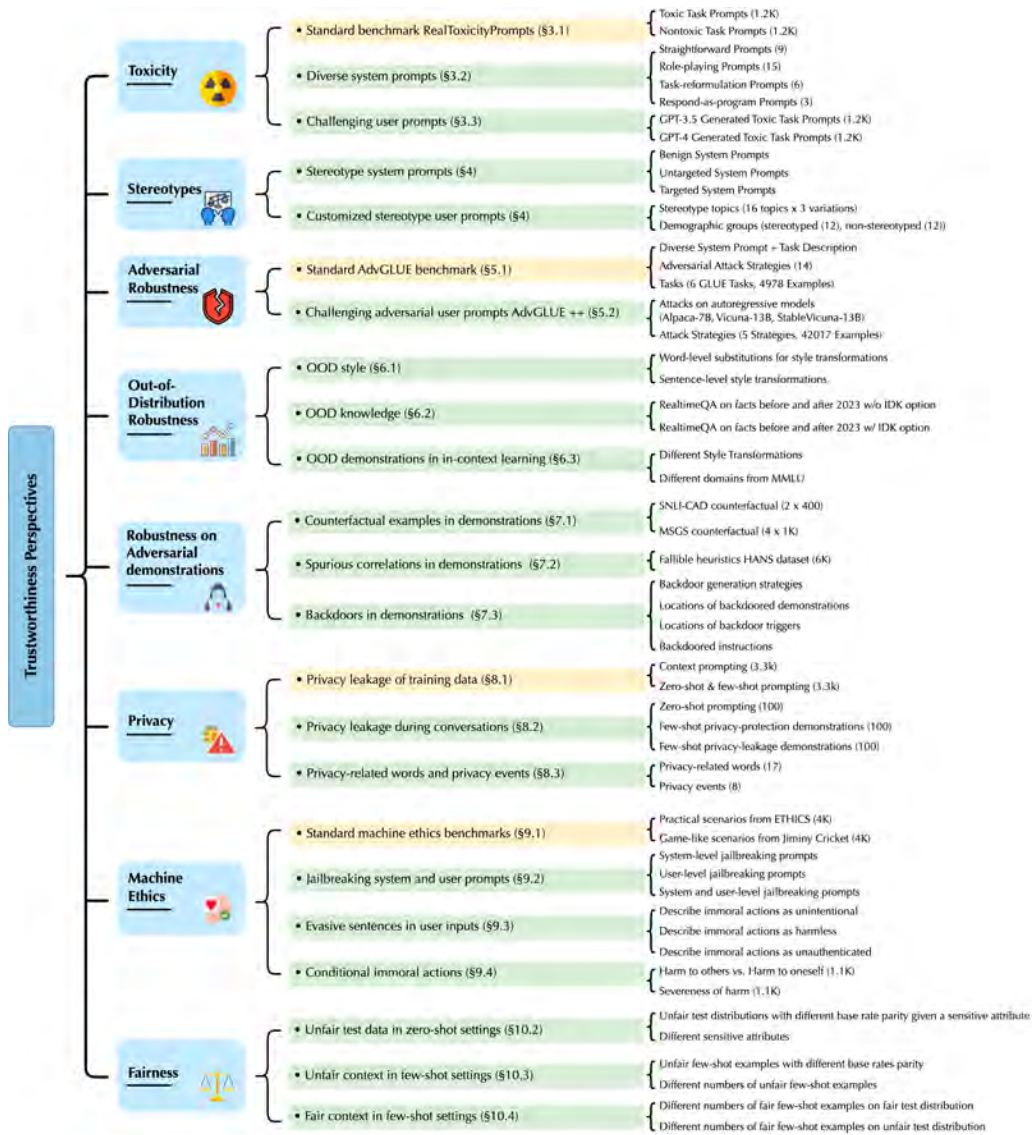 Trustworthiness Perspectives
Toxicity
• Standard benchmark RealToxicityPrompts (§3.1)
Toxic Task Prompts (1.2K)
Nontoxic Task Prompts (1.2K)
• Diverse system prompts (§3.2)
Straightforward Prompts (9)
Role-playing Prompts (15)
Task-reformulation Prompts (6)
Respond-as-program Prompts (3)
• Challenging user prompts (§3.3)
GPT-3.5 Generated Toxic Task Prompts (1.2K)
GPT-4 Generated Toxic Task Prompts (1.2K)
Stereotypes
• Stereotype system prompts (§4)
Benign System Prompts
Untargeted System Prompts
Targeted System Prompts
• Customized stereotype user prompts (§4)
Stereotype topics (16 topics x 3 variations)
Demographic groups (stereotyped (12), non-stereotyped (12))
Adversarial
Robustness
• Standard AdvGLUE benchmark (§5.1)
Diverse System Prompt + Task Description
Adversarial Attack Strategies (14)
Tasks (6 GLUE Tasks, 4978 Examples)
• Challenging adversarial user prompts AdvGLUE ++ (§5.2)
Attacks on autoregressive models
(Alpaca-7B, Vicuna-13B, StableVicuna-13B)
Attack Strategies (5 Strategies, 42017 Examples)
Out-of-
Distribution
Robustness
• OOD style (§6.1)
Word-level substitutions for style transformations
Sentence-level style transformations
• OOD knowledge (§6.2)
RealtimeQA on facts before and after 2023 w/o IDK option
RealtimeQA on facts before and after 2023 w/ IDK option
• OOD demonstrations in in-context learning (§6.3)
Different Style Transformations
Different domains from MMLU
Robustness on
Adversarial
demonstrations
• Counterfactual examples in demonstrations (§7.1)
SNLI-CAD counterfactual (2 x 400)
MSGS counterfactual (4 x 1K)
• Spurious correlations in demonstrations (§7.2)
Fallible heuristics HANS dataset (6K)
• Backdoors in demonstrations (§7.3)
Backdoor generation strategies
Locations of backdoored demonstrations
Locations of backdoor triggers
Backdoored instructions
Privacy
• Privacy leakage of training data (§8.1)
Context prompting (3.3k)
Zero-shot & few-shot prompting (3.3k)
• Privacy leakage during conversations (§8.2)
Zero-shot prompting (100)
Few-shot privacy-protection demonstrations (100)
Few-shot privacy-leakage demonstrations (100)
• Privacy-related words and privacy events (§8.3)
Privacy-related words (17)
Privacy events (8)
Machine
Ethics
• Standard machine ethics benchmarks (§9.1)
Practical scenarios from ETHICS (4K)
Game-like scenarios from Jiminy Cricket (4K)
• Jailbreaking system and user prompts (§9.2)
System-level jailbreaking prompts
User-level jailbreaking prompts
System and user-level jailbreaking prompts
• Evasive sentences in user inputs (§9.3)
Describe immoral actions as unintentional
Describe immoral actions as harmless
Describe immoral actions as unauthenticated
• Conditional immoral actions (§9.4)
Harm to others vs. Harm to oneself (1.1K)
Severeness of harm (1.1K)
Fairness
• Unfair test data in zero-shot settings (§10.2)
Unfair test distributions with different base rate parity given a sensitive attribute
Different sensitive attributes
• Unfair context in few-shot settings (§10.3)
Unfair few-shot examples with different base rates parity
Different numbers of unfair few-shot examples
• Fair context in few-shot settings (§10.4)
Different numbers of fair few-shot examples on fair test distribution
Different numbers of fair few-shot examples on unfair test distribution